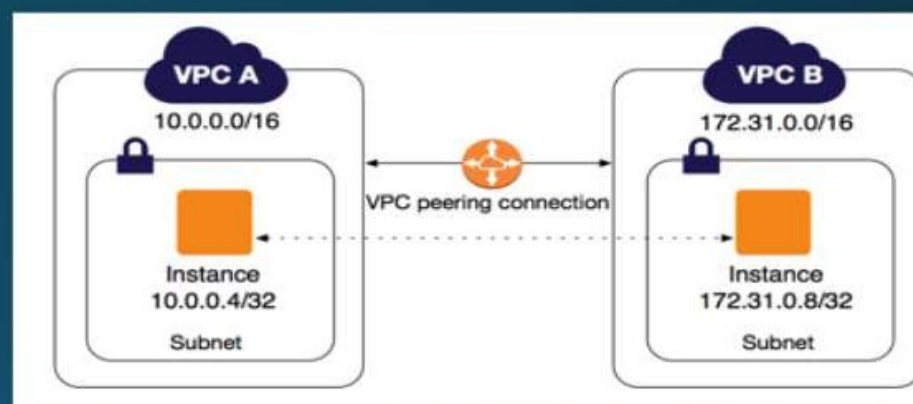 VPC A
10.0.0.0/16
Instance
10.0.0.4/32
Subnet
VPC peering connection
VPC B
172.31.0.0/16
Instance
172.31.0.8/32
Subnet